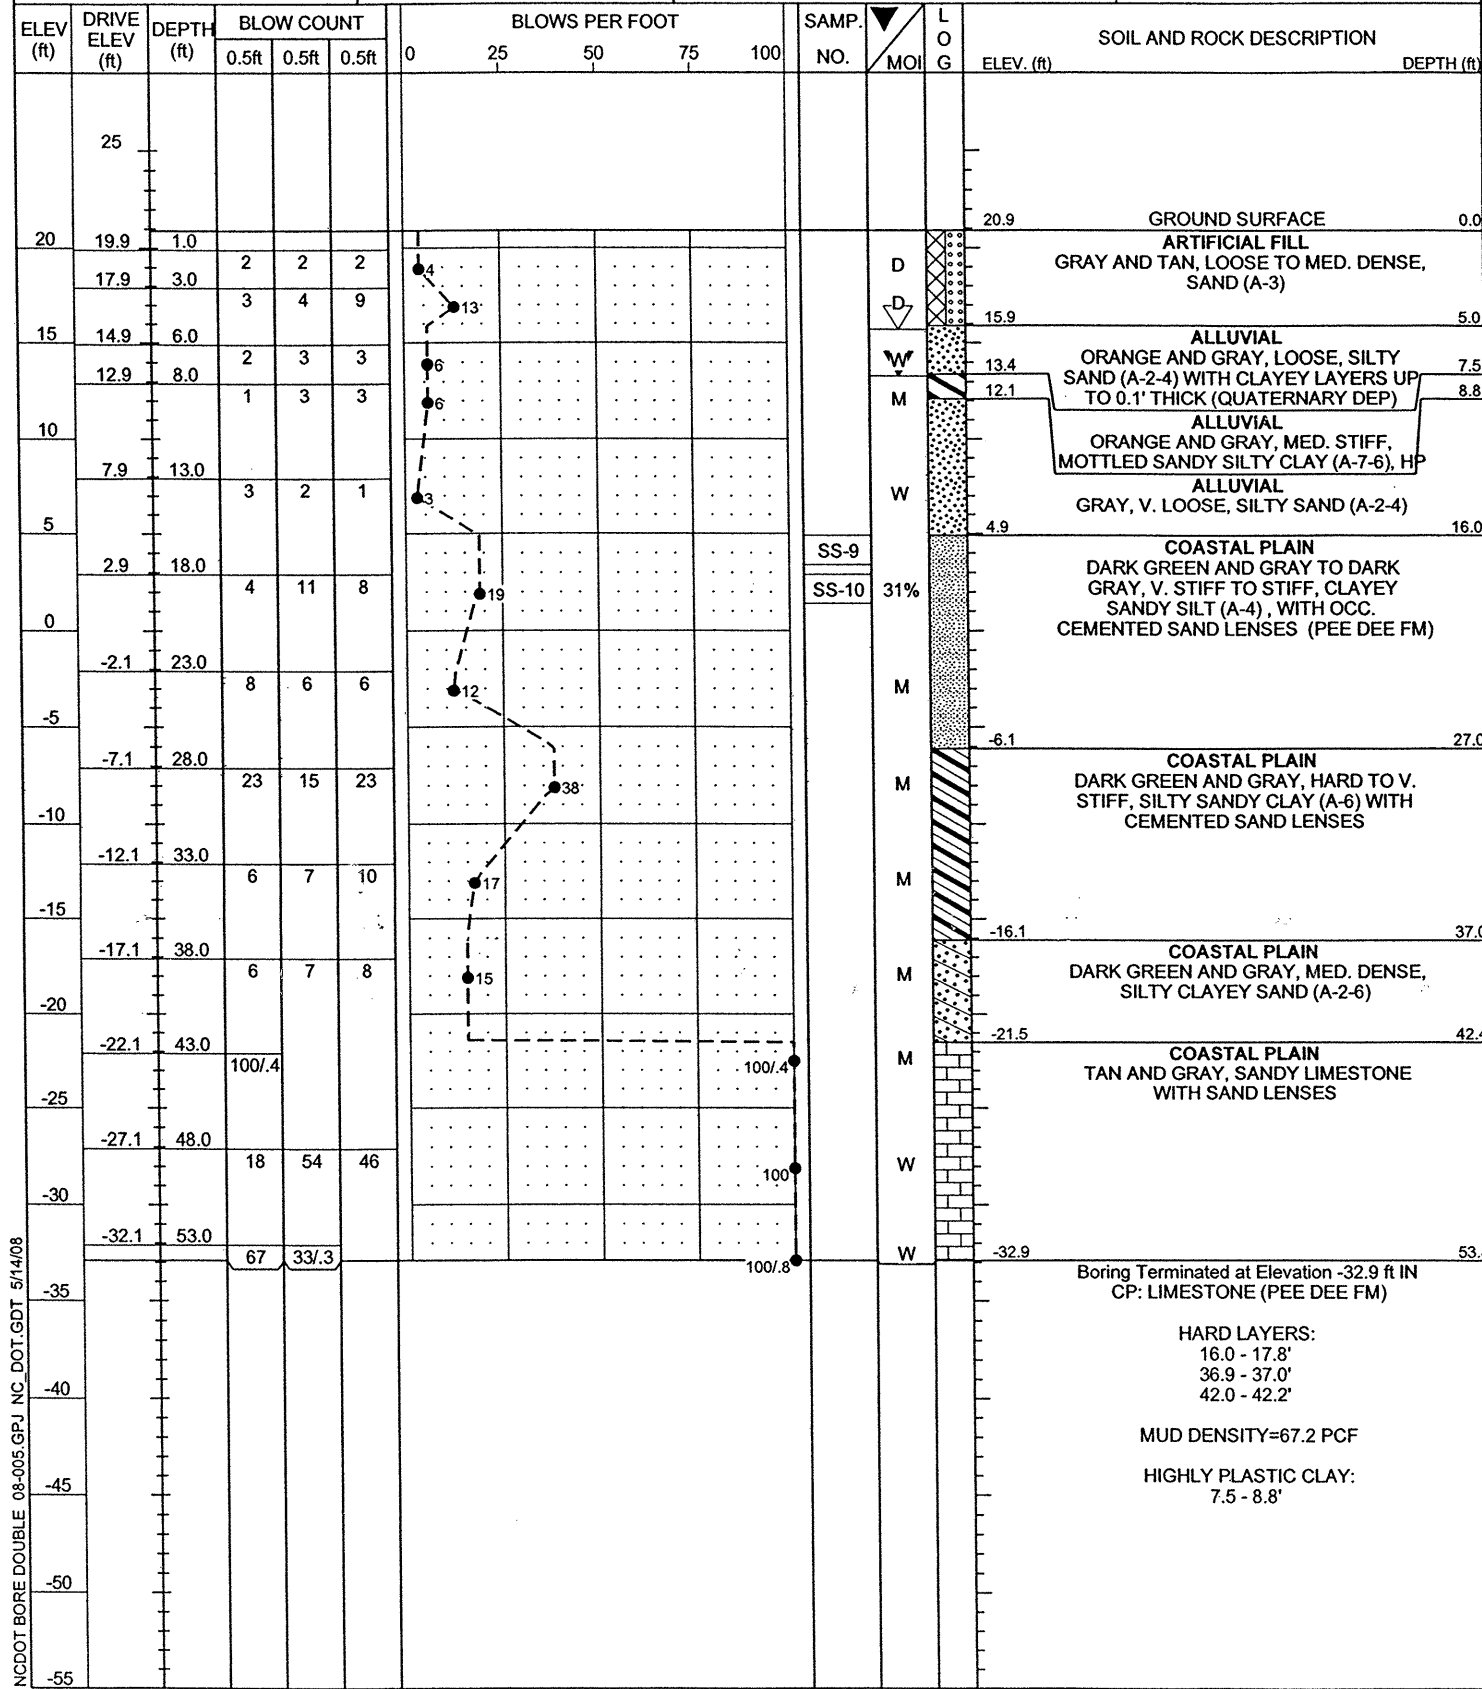 ELEV (ft)
DRIVE ELEV (ft)
DEPTH (ft)
BLOW COUNT
0.5ft 0.5ft 0.5ft
BLOWS PER FOOT
0 25 50 75 100
SAMP. NO.
MOI
L O G
SOIL AND ROCK DESCRIPTION
ELEV. (ft) DEPTH (ft)
25
20.9 GROUND SURFACE 0.0
20 19.9 1.0
ARTIFICIAL FILL
2 2 2 4 D
GRAY AND TAN, LOOSE TO MED. DENSE,
SAND (A-3)
17.9 3.0
3 4 9 13 D
15.9 5.0
15 14.9 6.0
ALLUVIAL
2 3 3 6 W
ORANGE AND GRAY, LOOSE, SILTY
13.4 7.5
SAND (A-2-4) WITH CLAYEY LAYERS UP
12.9 8.0
12.1 8.8
TO 0.1' THICK (QUATERNARY DEP)
1 3 3 6 M
ALLUVIAL
10
ORANGE AND GRAY, MED. STIFF,
MOTTLED SANDY SILTY CLAY (A-7-6), HP
7.9 13.0
ALLUVIAL
3 2 1 3 W
GRAY, V. LOOSE, SILTY SAND (A-2-4)
5
4.9 16.0
SS-9
COASTAL PLAIN
DARK GREEN AND GRAY TO DARK
2.9 18.0
4 11 8 19 SS-10 31%
GRAY, V. STIFF TO STIFF, CLAYEY
SANDY SILT (A-4) , WITH OCC.
0
CEMENTED SAND LENSES (PEE DEE FM)
-2.1 23.0
8 6 6 12 M
-5
-6.1 27.0
-7.1 28.0
COASTAL PLAIN
23 15 23 38 M
DARK GREEN AND GRAY, HARD TO V.
STIFF, SILTY SANDY CLAY (A-6) WITH
-10
CEMENTED SAND LENSES
-12.1 33.0
6 7 10 17 M
-15
-16.1 37.0
-17.1 38.0
COASTAL PLAIN
6 7 8 15 M
DARK GREEN AND GRAY, MED. DENSE,
SILTY CLAYEY SAND (A-2-6)
-20
-21.5 42.4
-22.1 43.0
COASTAL PLAIN
100/.4 100/.4 M
TAN AND GRAY, SANDY LIMESTONE
WITH SAND LENSES
-25
-27.1 48.0
18 54 46 100 W
-30
-32.1 53.0
67 33/.3 100/.8 W
-32.9 53.
Boring Terminated at Elevation -32.9 ft IN
-35
CP: LIMESTONE (PEE DEE FM)
HARD LAYERS:
16.0 - 17.8'
36.9 - 37.0'
-40
42.0 - 42.2'
MUD DENSITY=67.2 PCF
-45
HIGHLY PLASTIC CLAY:
7.5 - 8.8'
-50
-55
NCDOT BORE DOUBLE 08-005.GPJ NC_DOT.GDT 5/14/08